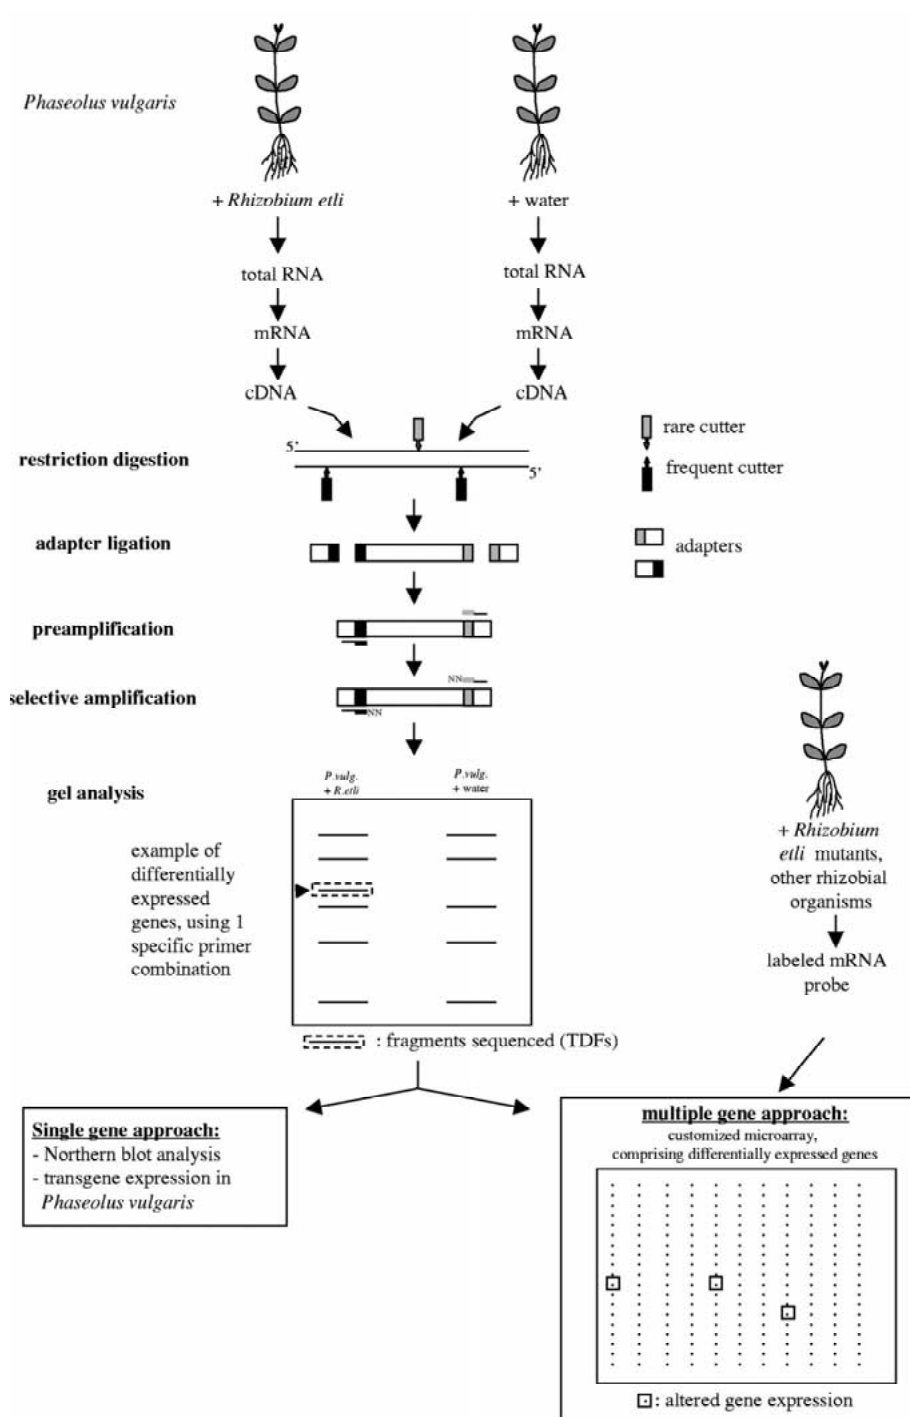 Phaseolus vulgaris
+ Rhizobium etli
+ water
total RNA
total RNA
mRNA
mRNA
cDNA
cDNA
rare cutter
frequent cutter
restriction digestion
5'
5'
adapter ligation
adapters
preamplification
selective amplification
NN
NN
gel analysis
P.vulg.
+ R.etli
P.vulg.
+ water
example of
differentially
expressed
genes, using 1
specific primer
combination
+ Rhizobium
etli mutants,
other rhizobial
organisms
labeled mRNA
probe
: fragments sequenced (TDFs)
Single gene approach:
- Northern blot analysis
- transgene expression in
Phaseolus vulgaris
multiple gene approach:
customized microarray,
comprising differentially expressed genes
: altered gene expression